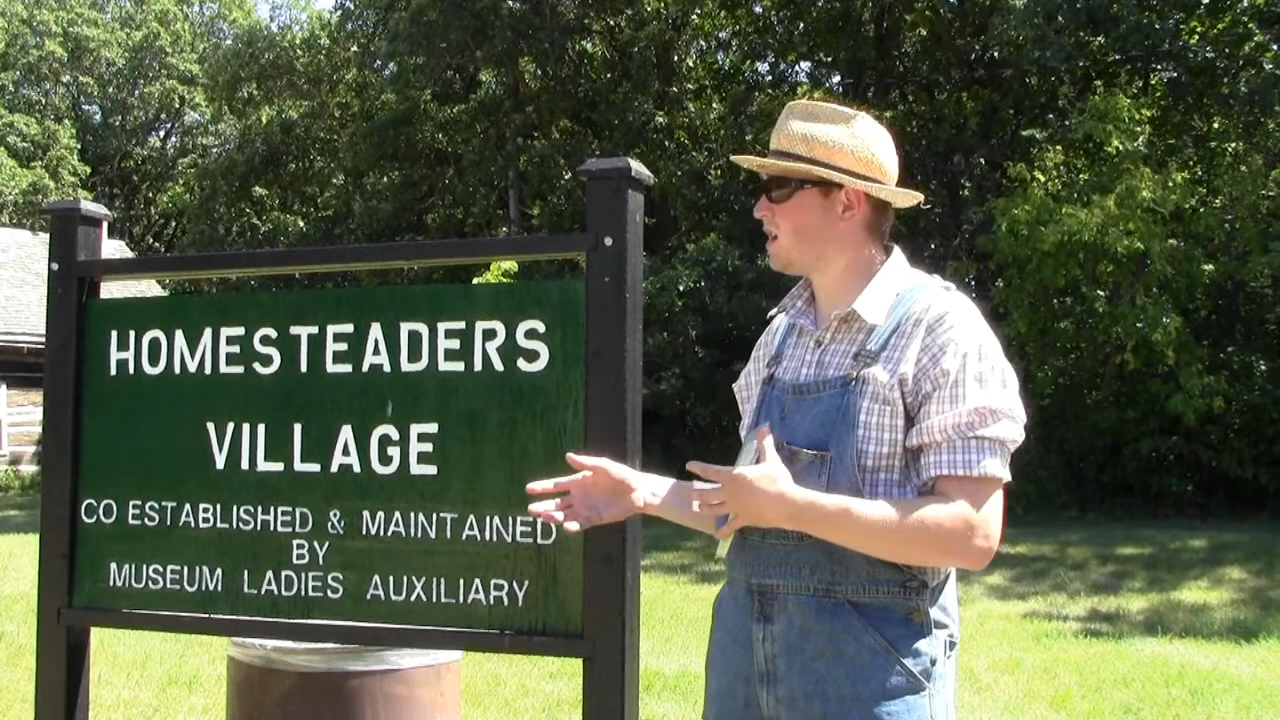 HOMESTEADERS
VILLAGE
CO ESTABLISHED & MAINTAINED
BY
MUSEUM LADIES AUXILIARY